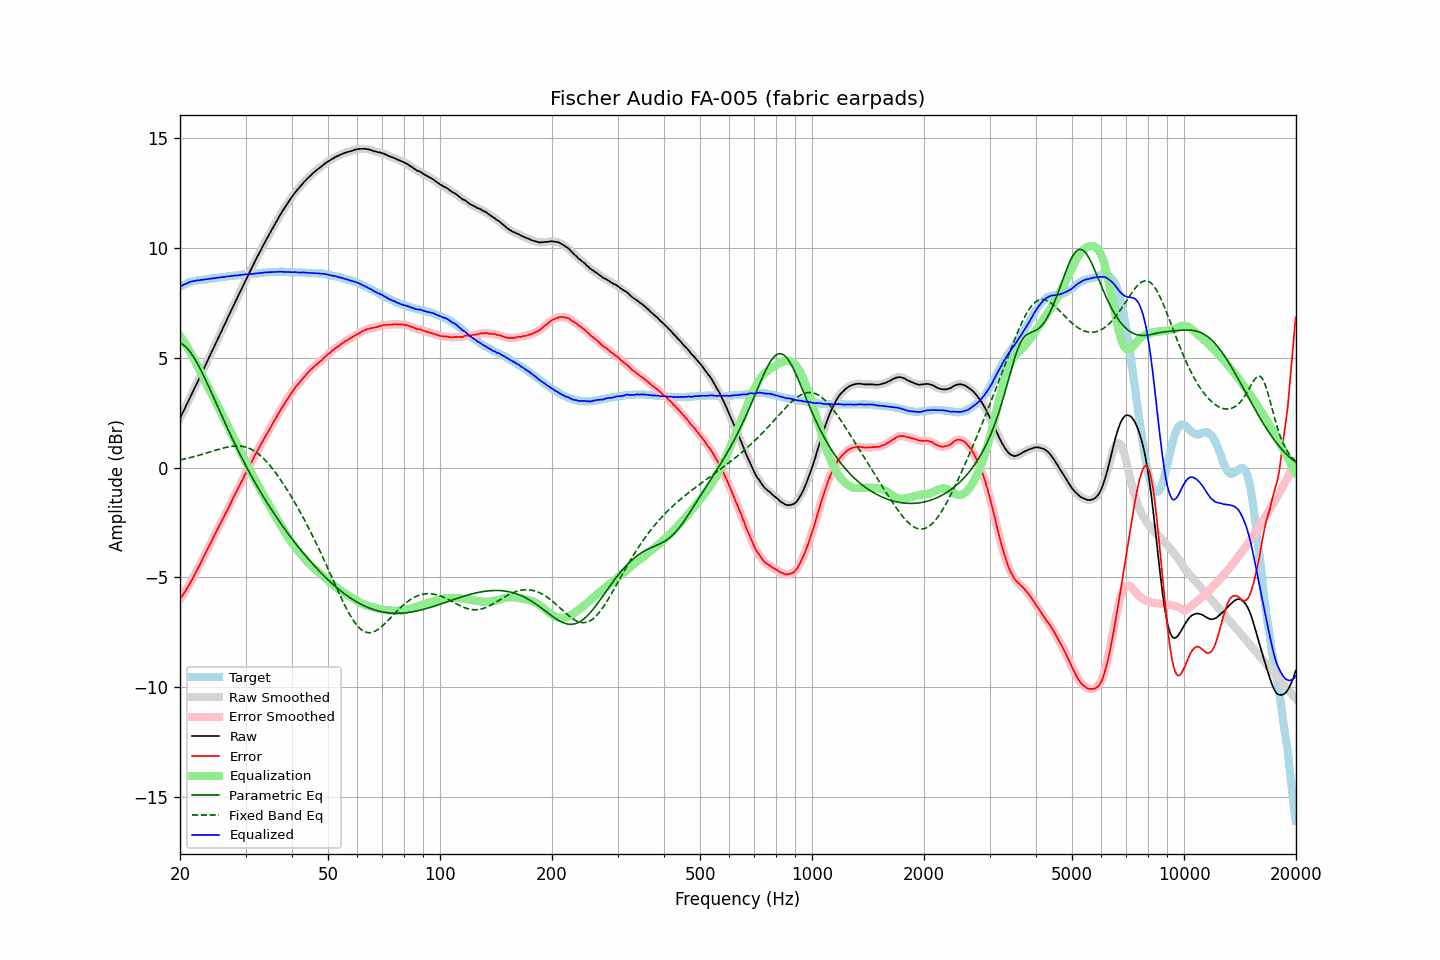 Fischer Audio FA-005 (fabric earpads)
Amplitude (dBr)
15
10
5
0
−5
−10
−15
Target
Raw Smoothed
Error Smoothed
Raw
Error
Equalization
Parametric Eq
Fixed Band Eq
Equalized
20
50
100
200
500
1000
2000
5000
10000
20000
Frequency (Hz)